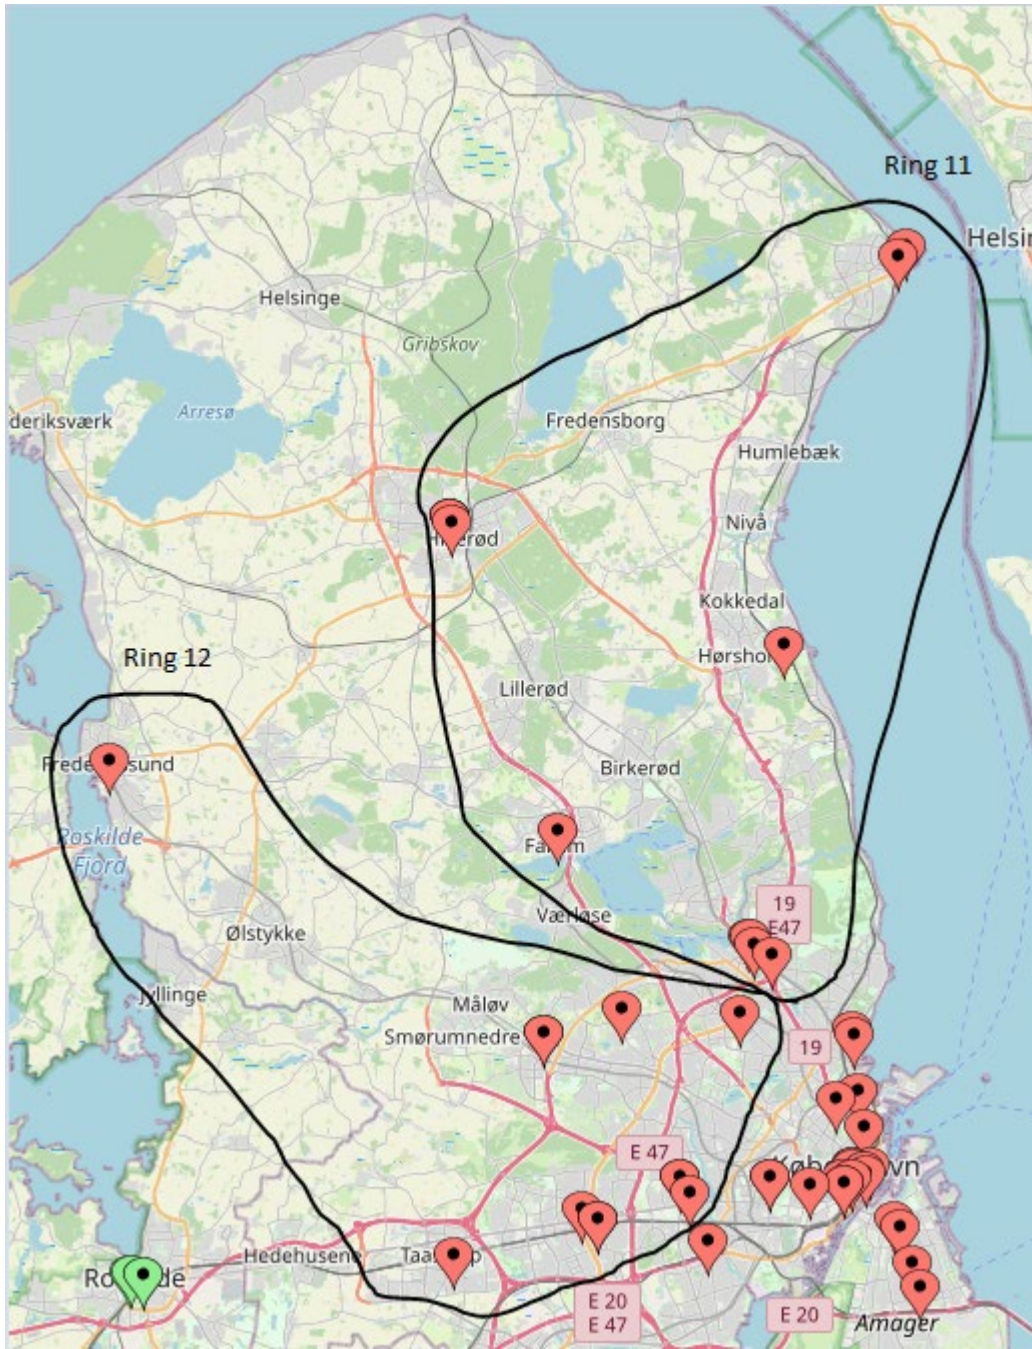 Ring 11
Helsin
Helsinge
Gribskov
Arresø
deriksværk
Fredensborg
Humlebæk
Nivå
Kokkedal
Lillerød
Ring 12
Birkerød
Roskilde
Fjord
19
E47
Værløse
Ølstykke
Jyllinge
Måløv
Smørumnedre
19
E 47
Hedehusene
E 20
E 47
E 20
Amager